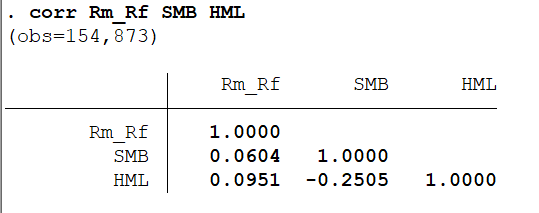 . corr Rm_Rf SMB HML
(obs=154,873)
Rm_Rf SMB HML
Rm_Rf 1.0000
SMB 0.0604 1.0000
HML 0.0951 -0.2505 1.0000